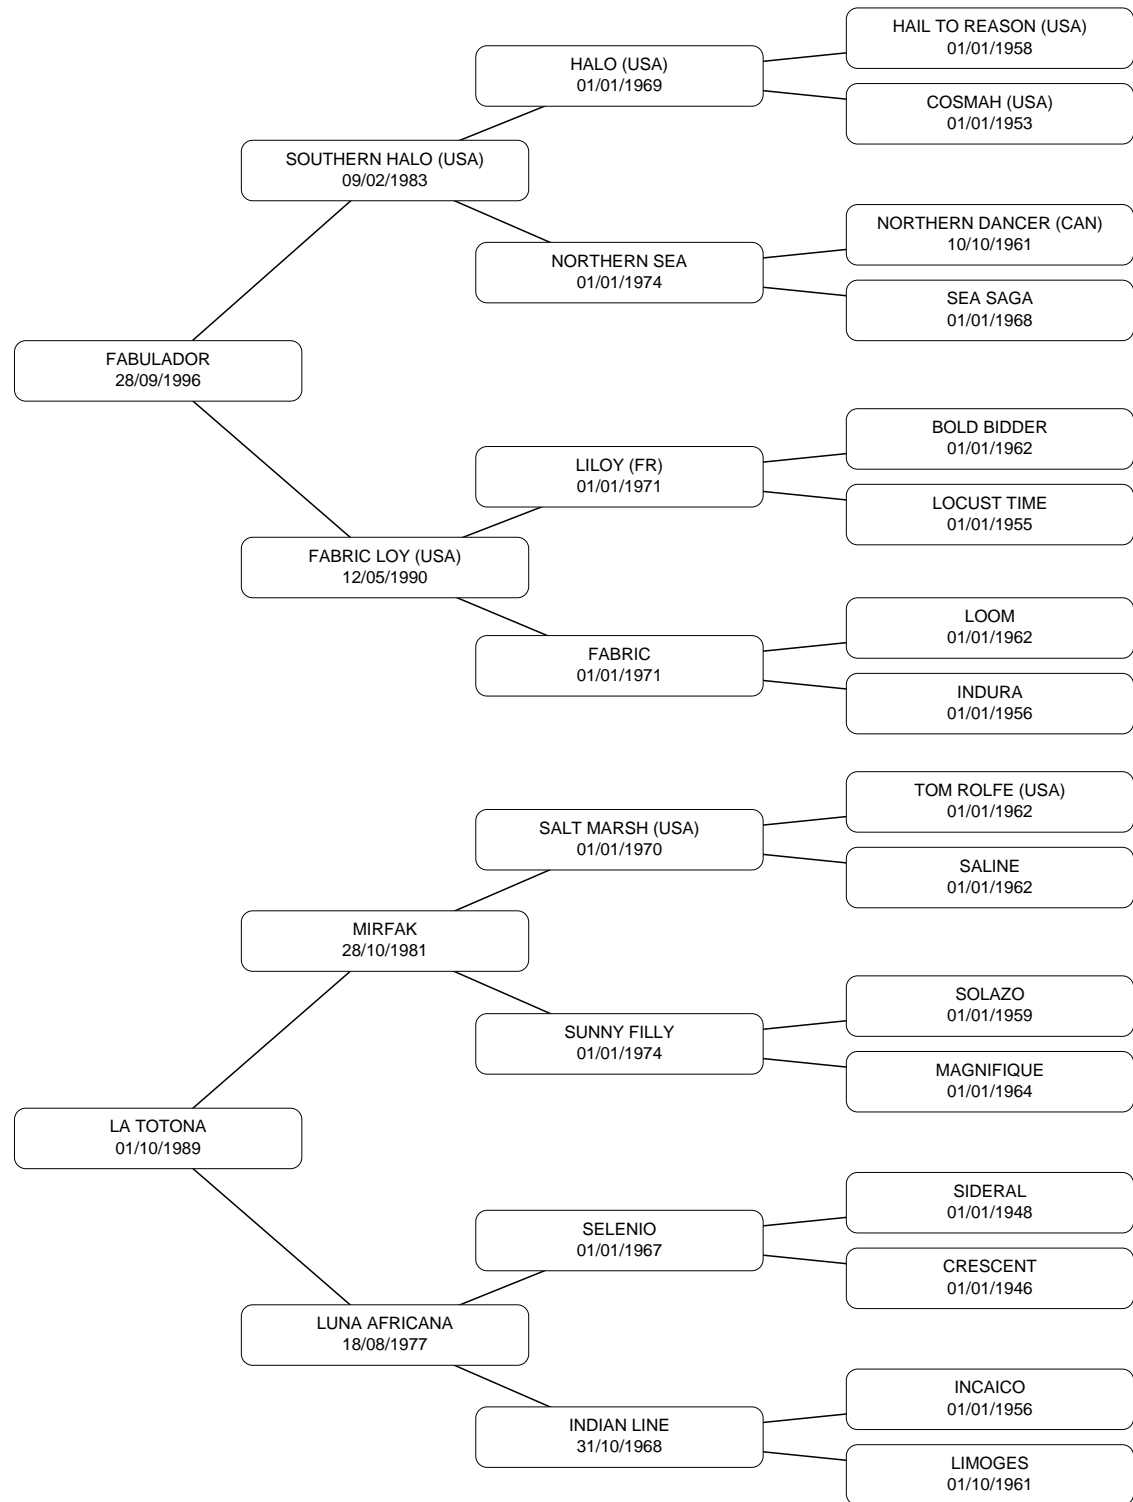 HAIL TO REASON (USA)
01/01/1958
HALO (USA)
01/01/1969
COSMAH (USA)
01/01/1953
SOUTHERN HALO (USA)
09/02/1983
NORTHERN DANCER (CAN)
10/10/1961
NORTHERN SEA
01/01/1974
SEA SAGA
01/01/1968
FABULADOR
28/09/1996
BOLD BIDDER
01/01/1962
LILOY (FR)
01/01/1971
LOCUST TIME
01/01/1955
FABRIC LOY (USA)
12/05/1990
LOOM
01/01/1962
FABRIC
01/01/1971
INDURA
01/01/1956
TOM ROLFE (USA)
01/01/1962
SALT MARSH (USA)
01/01/1970
SALINE
01/01/1962
MIRFAK
28/10/1981
SOLAZO
01/01/1959
SUNNY FILLY
01/01/1974
MAGNIFIQUE
01/01/1964
LA TOTONA
01/10/1989
SIDERAL
01/01/1948
SELENIO
01/01/1967
CRESCENT
01/01/1946
LUNA AFRICANA
18/08/1977
INCAICO
01/01/1956
INDIAN LINE
31/10/1968
LIMOGES
01/10/1961